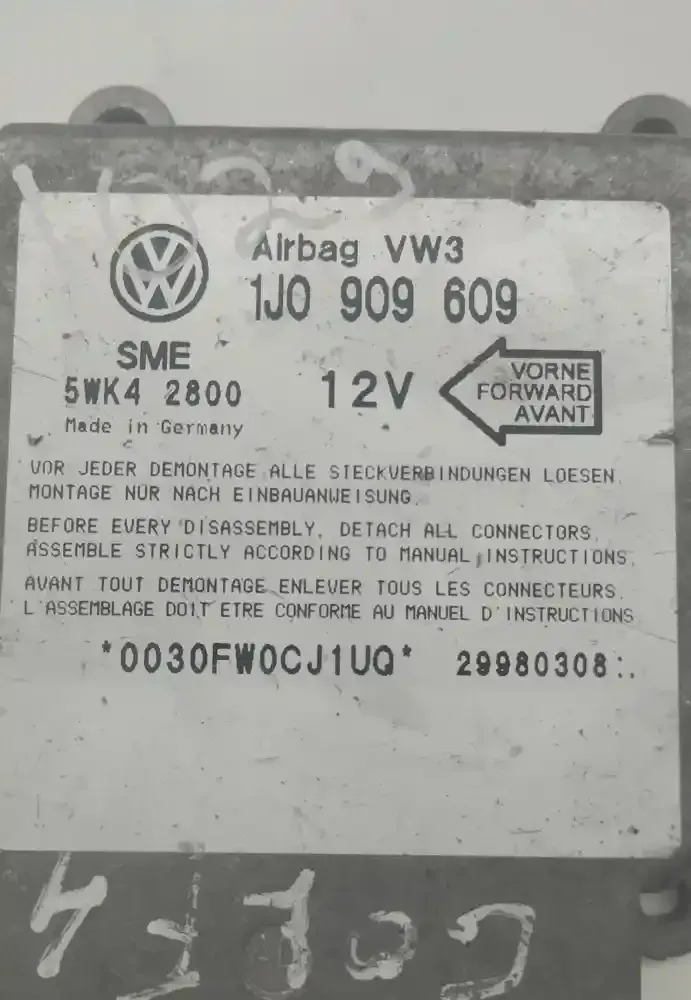 Airbag VW3
1J0 909 609
SME
5WK4 2800
12V
VORNE
FORWARD
AVANT
Made in Germany
VOR JEDER DEMONTAGE ALLE STECKVERBINDUNGEN LOESEN.
MONTAGE NUR NACH EINBAUANWEISUNG.
BEFORE EVERY DISASSEMBLY, DETACH ALL CONNECTORS.
ASSEMBLE STRICTLY ACCORDING TO MANUAL INSTRUCTIONS.
AVANT TOUT DEMONTAGE ENLEVER TOUS LES CONNECTEURS.
L'ASSEMBLAGE DOIT ETRE CONFORME AU MANUEL D'INSTRUCTIONS
*0030FW0CJ1UQ* 29980308